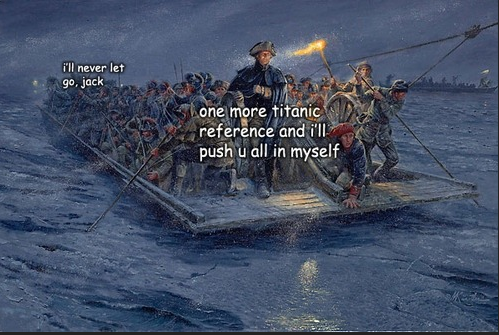 i'll never let
go, jack
one more titanic
reference and i'll
push u all in myself